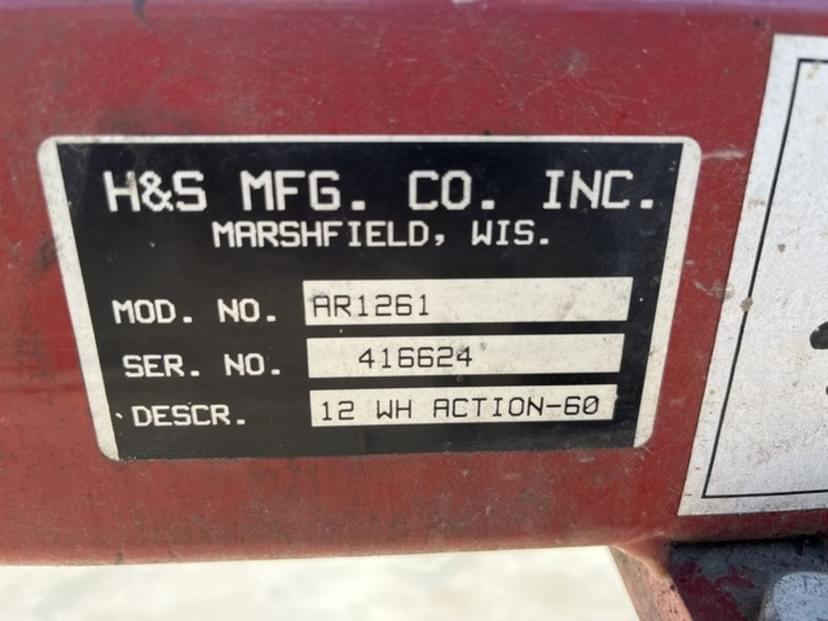 H&S MFG. CO. INC.
MARSHFIELD, WIS.
MOD. NO. AR1261
SER. NO. 416624
DESCR. 12 WH ACTION-60